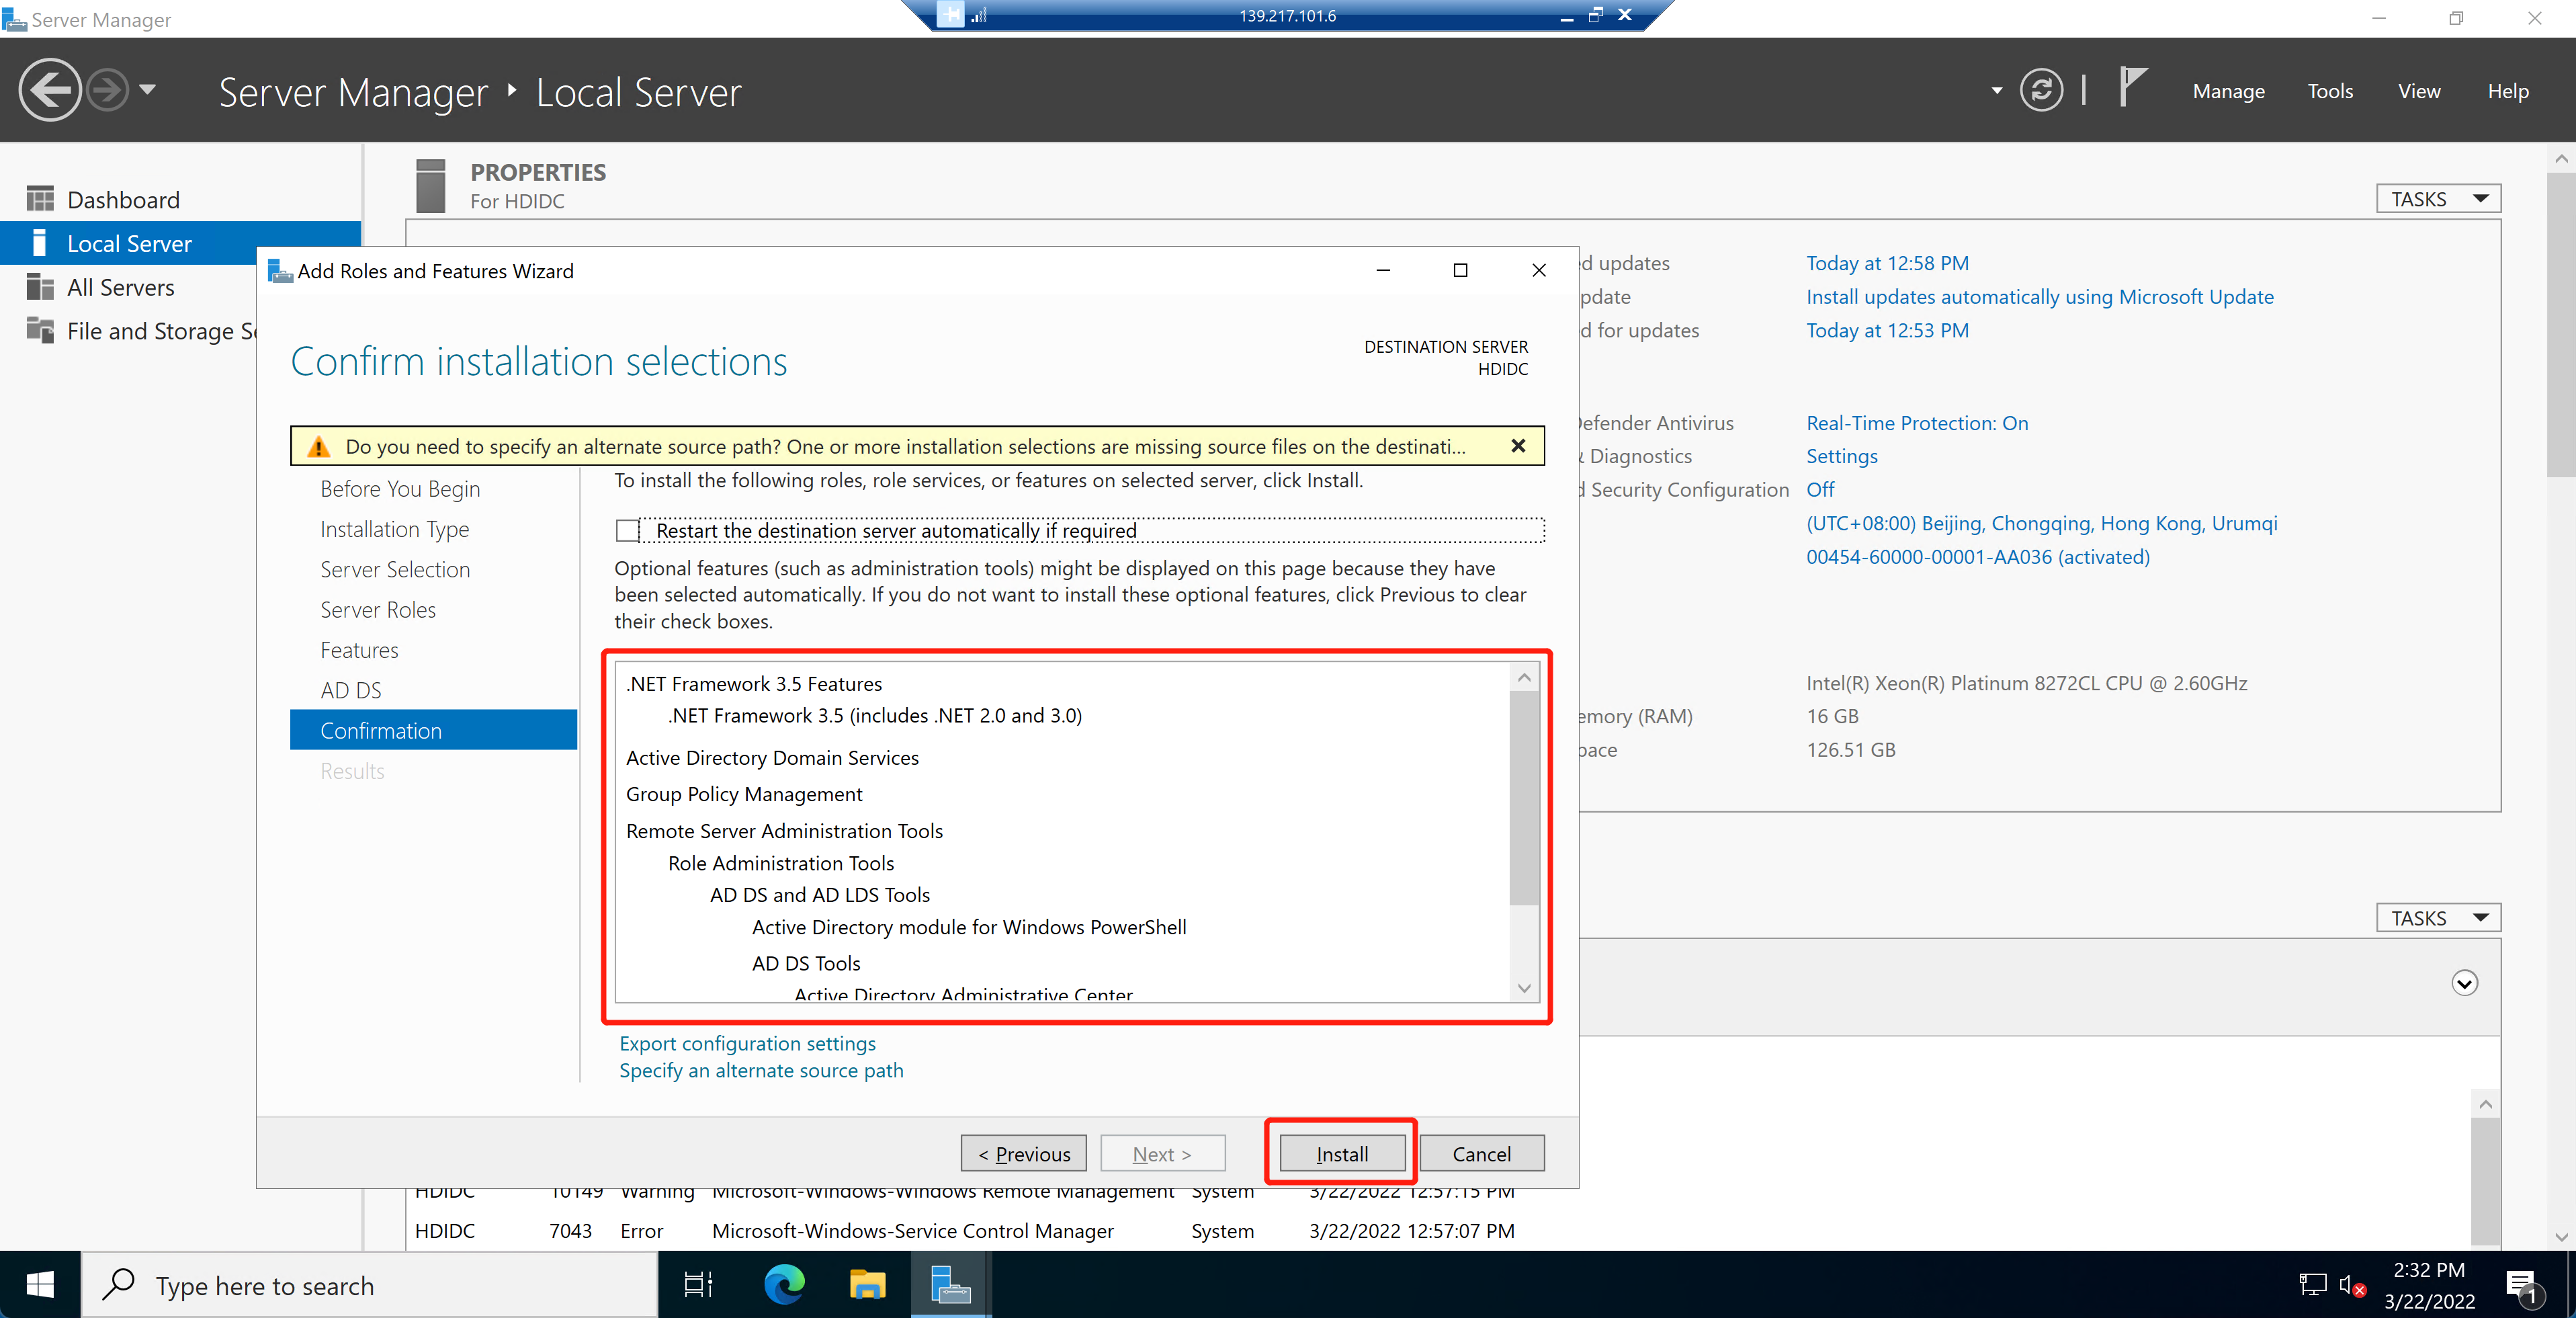 Server Manager
139.217.101.6
Server Manager ‣ Local Server
Manage Tools View Help
Dashboard
Local Server
All Servers
File and Storage Se
PROPERTIES
For HDIDC
TASKS
ed updates Today at 12:58 PM
pdate Install updates automatically using Microsoft Update
d for updates Today at 12:53 PM
Defender Antivirus Real-Time Protection: On
& Diagnostics Settings
d Security Configuration Off
(UTC+08:00) Beijing, Chongqing, Hong Kong, Urumqi
00454-60000-00001-AA036 (activated)
Intel(R) Xeon(R) Platinum 8272CL CPU @ 2.60GHz
emory (RAM) 16 GB
pace 126.51 GB
TASKS
Add Roles and Features Wizard
Confirm installation selections
DESTINATION SERVER
HDIDC
Do you need to specify an alternate source path? One or more installation selections are missing source files on the destinati...
Before You Begin
Installation Type
Server Selection
Server Roles
Features
AD DS
Confirmation
Results
To install the following roles, role services, or features on selected server, click Install.
Restart the destination server automatically if required
Optional features (such as administration tools) might be displayed on this page because they have
been selected automatically. If you do not want to install these optional features, click Previous to clear
their check boxes.
.NET Framework 3.5 Features
.NET Framework 3.5 (includes .NET 2.0 and 3.0)
Active Directory Domain Services
Group Policy Management
Remote Server Administration Tools
Role Administration Tools
AD DS and AD LDS Tools
Active Directory module for Windows PowerShell
AD DS Tools
Active Directory Administrative Center
Export configuration settings
Specify an alternate source path
< Previous Next > Install Cancel
HDIDC 10149 Warning Microsoft-Windows-Windows Remote Management System 3/22/2022 12:57:15 PM
HDIDC 7043 Error Microsoft-Windows-Service Control Manager System 3/22/2022 12:57:07 PM
Type here to search
2:32 PM
3/22/2022
1